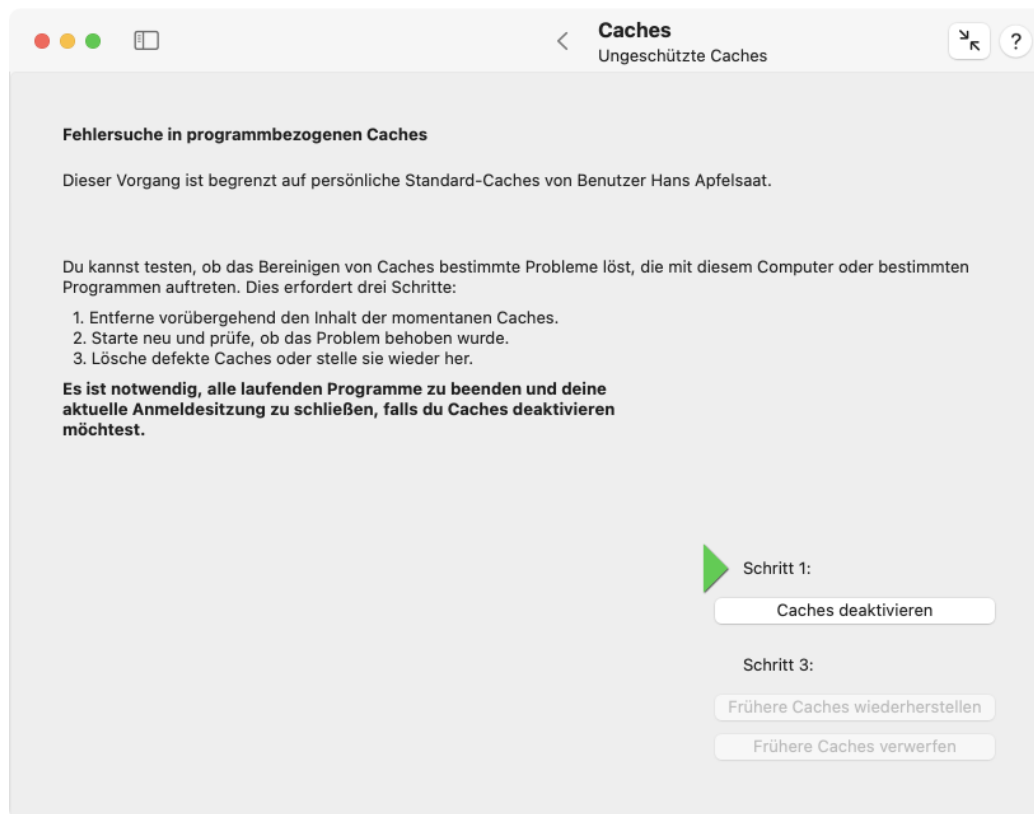 Caches
Ungeschützte Caches
?
Fehlersuche in programmbezogenen Caches
Dieser Vorgang ist begrenzt auf persönliche Standard-Caches von Benutzer Hans Apfelsaat.
Du kannst testen, ob das Bereinigen von Caches bestimmte Probleme löst, die mit diesem Computer oder bestimmten
Programmen auftreten. Dies erfordert drei Schritte:
1. Entferne vorübergehend den Inhalt der momentanen Caches.
2. Starte neu und prüfe, ob das Problem behoben wurde.
3. Lösche defekte Caches oder stelle sie wieder her.
Es ist notwendig, alle laufenden Programme zu beenden und deine
aktuelle Anmeldesitzung zu schließen, falls du Caches deaktivieren
möchtest.
Schritt 1:
Caches deaktivieren
Schritt 3:
Frühere Caches wiederherstellen
Frühere Caches verwerfen